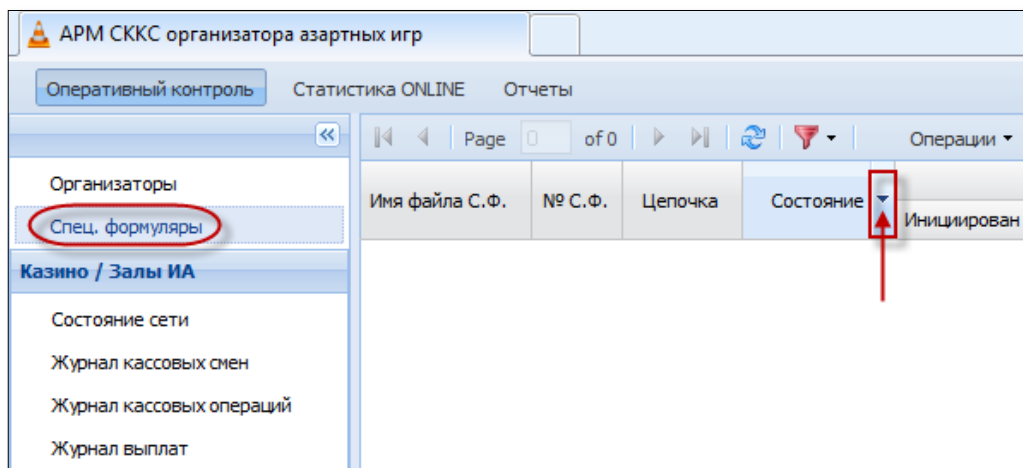 АРМ СККС организатора азартных игр
Оперативный контроль Статистика ONLINE Отчеты
Page 0 of 0 Операции
Организаторы
Спец. формуляры
Имя файла С.Ф. № С.Ф. Цепочка Состояние Инициирован
Казино / Залы ИА
Состояние сети
Журнал кассовых смен
Журнал кассовых операций
Журнал выплат